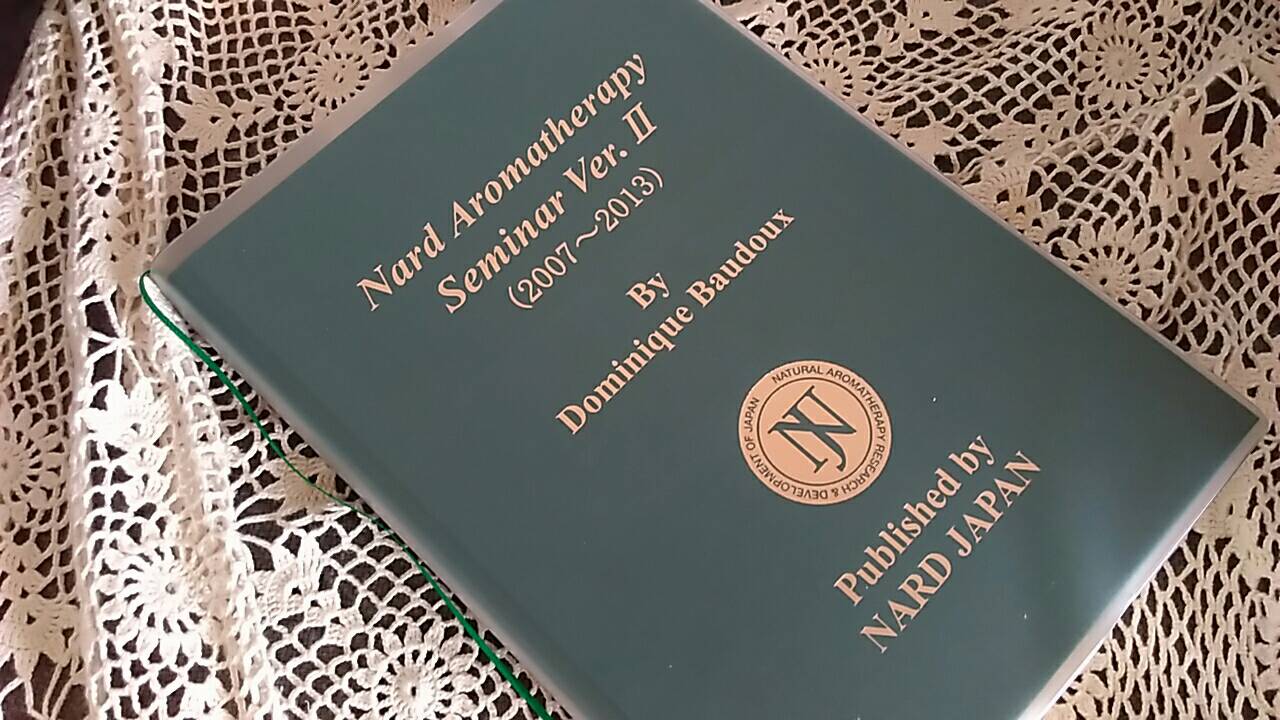 Nard Aromatherapy
Seminar Ver. II
(2007～2013)
By
Dominique Baudoux
NATURAL AROMATHERAPY RESEARCH & DEVELOPMENT OF JAPAN
NJ
Published by
NARD JAPAN